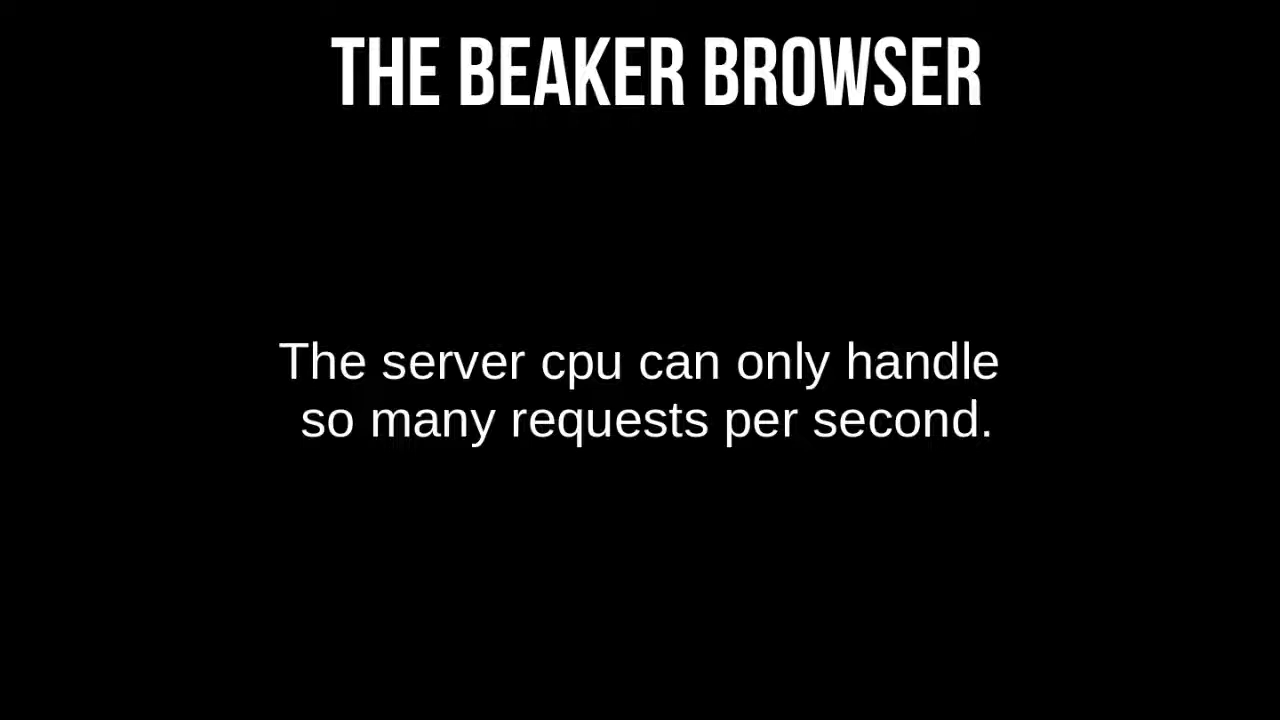 THE BEAKER BROWSER
The server cpu can only handle
so many requests per second.